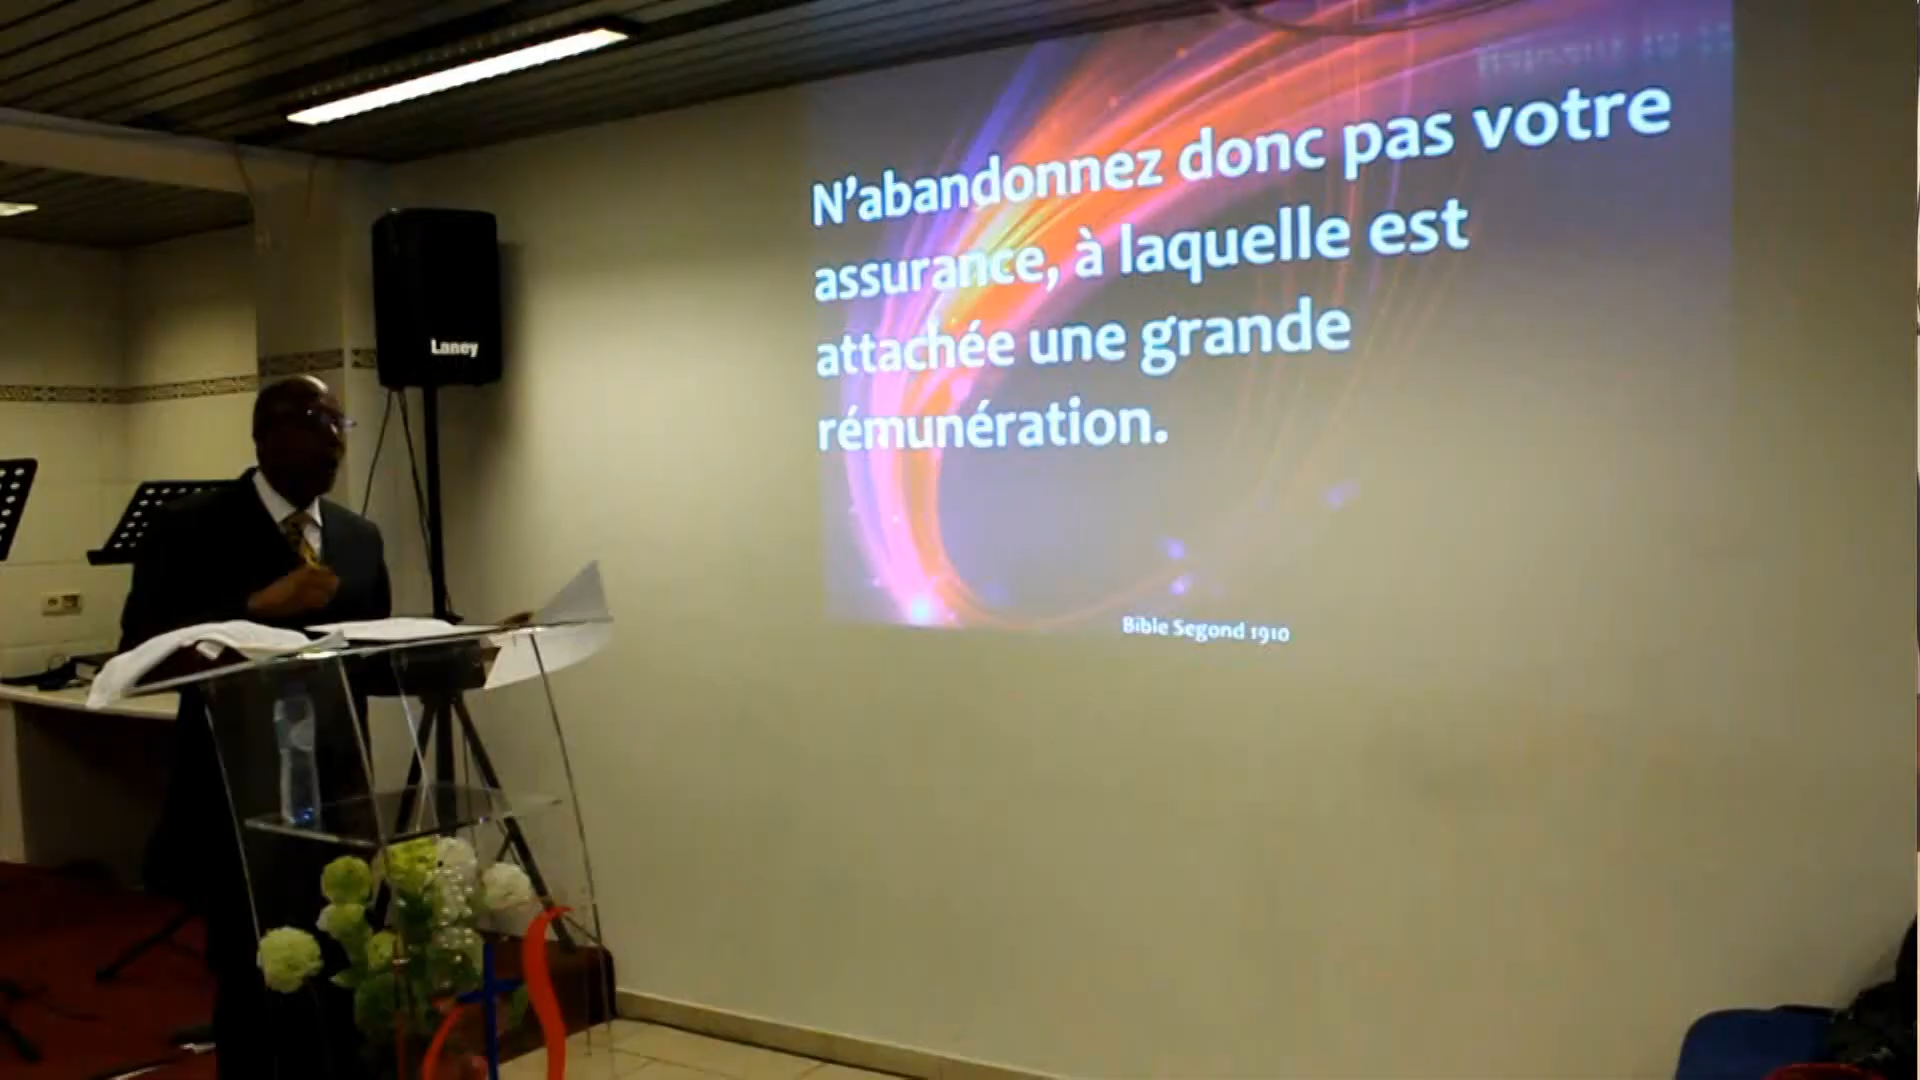 N'abandonnez donc pas votre
assurance, à laquelle est
attachée une grande
rémunération.
Bible Segond 1910
Laney